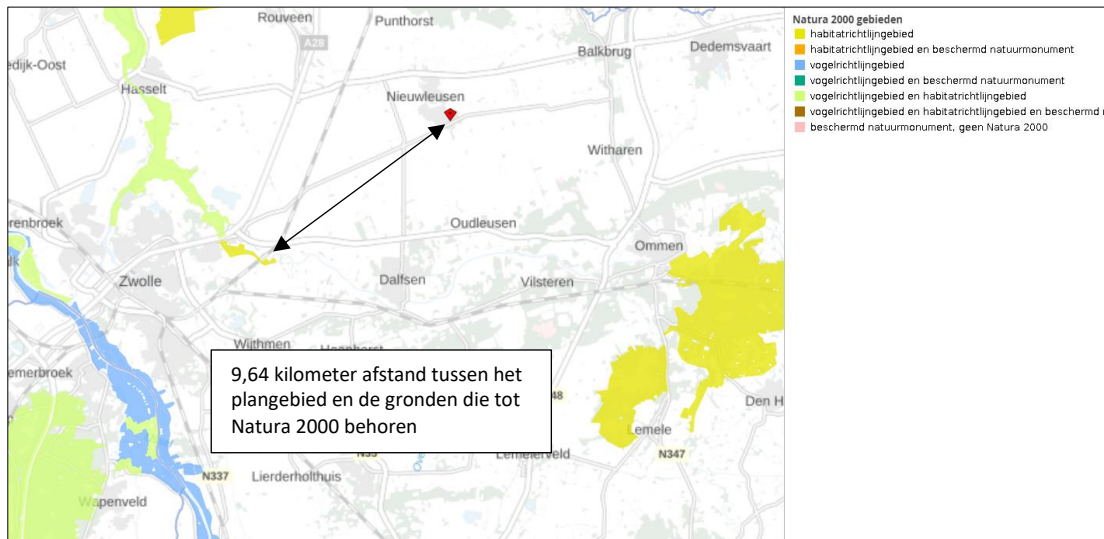 Rouveen
Punthorst
A28
Balkbrug
Dedemsvaart
edijk-Oost
Hasselt
Nieuwleusen
Witharen
erenbroek
Oudleusen
Ommen
Zwolle
Dalfsen
Vilsteren
Wijthmen
9,64 kilometer afstand tussen het
plangebied en de gronden die tot
Natura 2000 behoren
emerbroek
48
Den H
Lemele
N347
N337
Lierderholthuis
Lemelerveld
Wapenveld
Natura 2000 gebieden
habitatrichtlijngebied
habitatrichtlijngebied en beschermd natuurmonument
vogelrichtlijngebied
vogelrichtlijngebied en beschermd natuurmonument
vogelrichtlijngebied en habitatrichtlijngebied
vogelrichtlijngebied en habitatrichtlijngebied en beschermd n
beschermd natuurmonument, geen Natura 2000